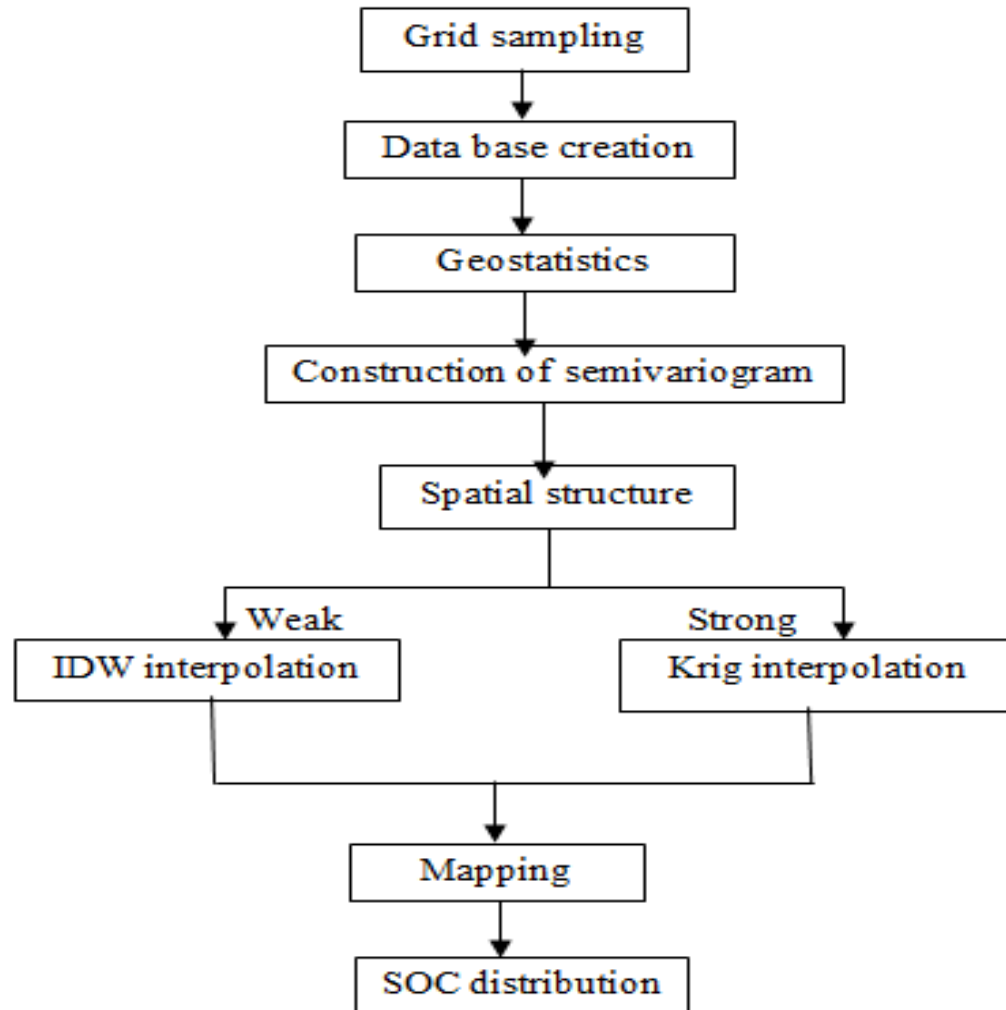 Grid sampling
Data base creation
Geostatistics
Construction of semivariogram
Spatial structure
Weak
Strong
IDW interpolation
Krig interpolation
Mapping
SOC distribution